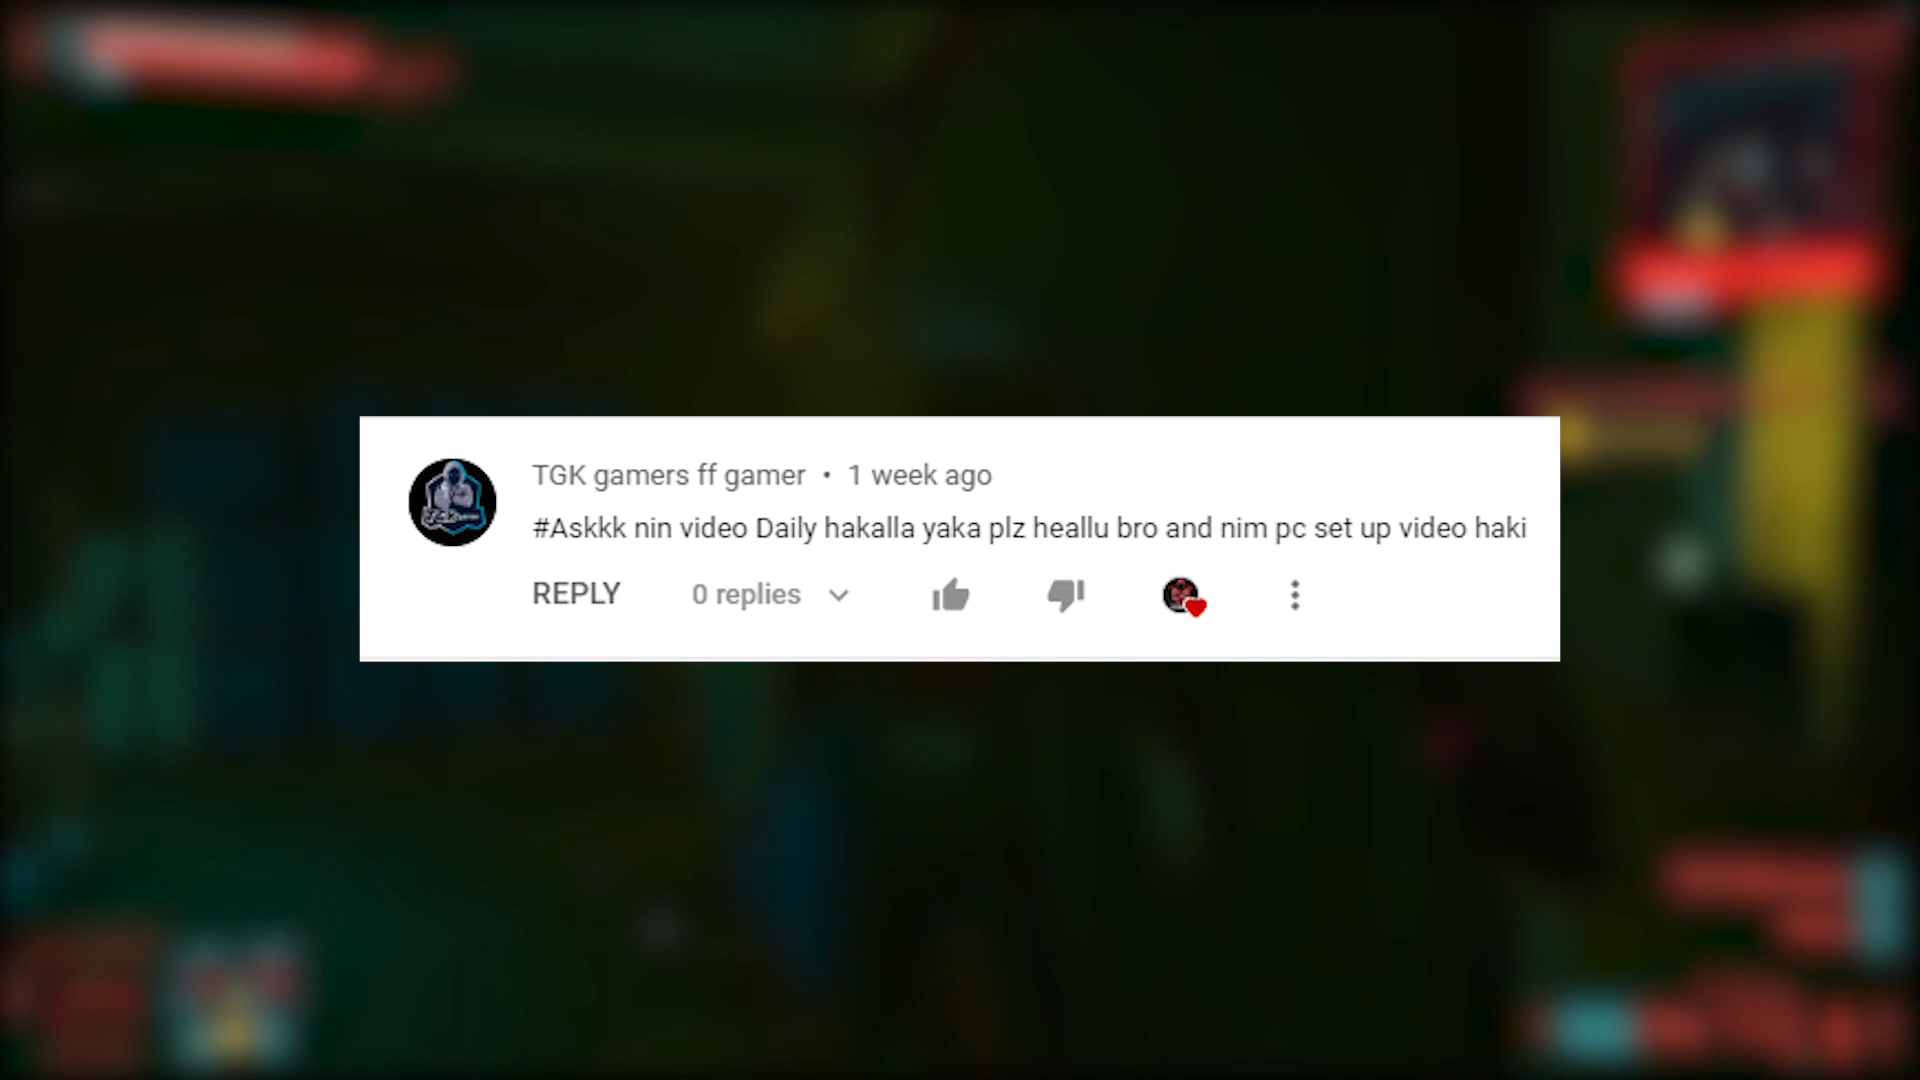 TGK gamers ff gamer • 1 week ago
#Askkk nin video Daily hakalla yaka plz heallu bro and nim pc set up video haki
REPLY 0 replies